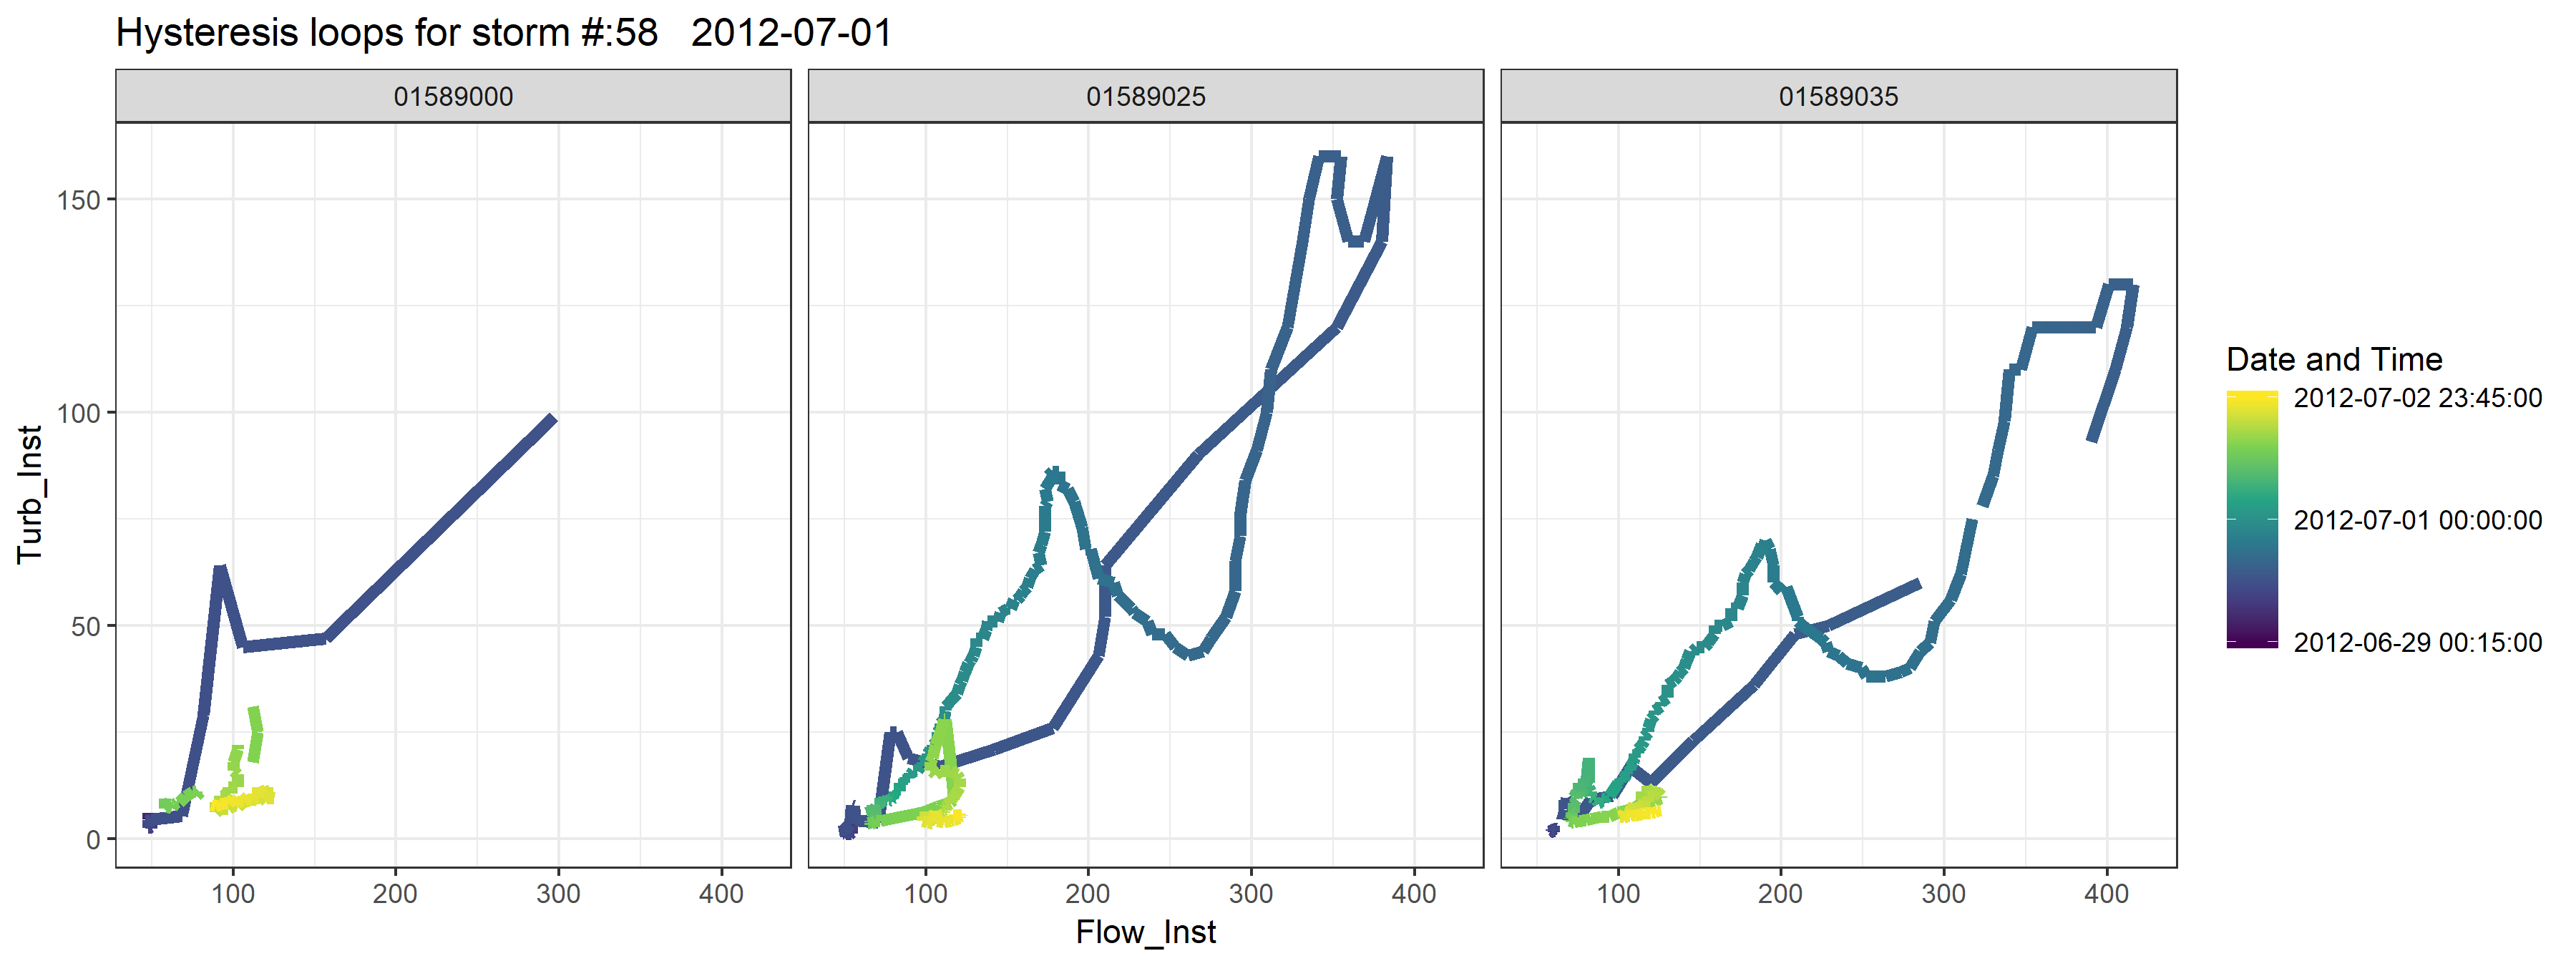 Hysteresis loops for storm #:58   2012-07-01
01589000
01589025
01589035
Turb_Inst
150
100
50
0
100 200 300 400
100 200 300 400
100 200 300 400
Flow_Inst
Date and Time
2012-07-02 23:45:00
2012-07-01 00:00:00
2012-06-29 00:15:00